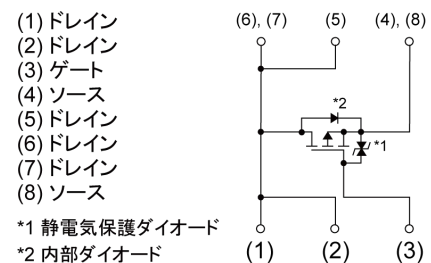 (1) ドレイン
(2) ドレイン
(3) ゲート
(4) ソース
(5) ドレイン
(6) ドレイン
(7) ドレイン
(8) ソース
*1 静電気保護ダイオード
*2 内部ダイオード
(6), (7) (5) (4), (8)
*2
*1
(1) (2) (3)